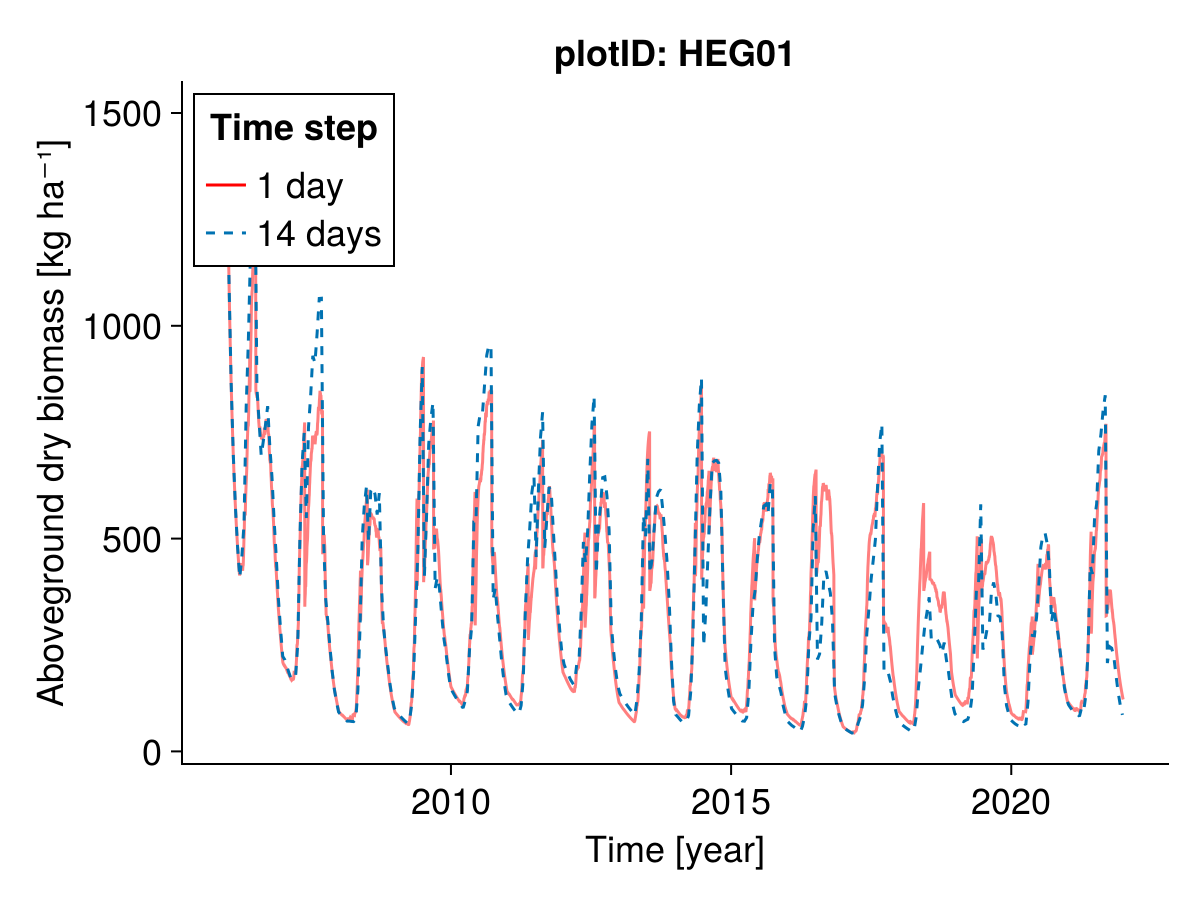 plotID: HEG01
Aboveground dry biomass [kg ha⁻¹]
1500
1000
500
0
Time step
1 day
14 days
2010
2015
2020
Time [year]